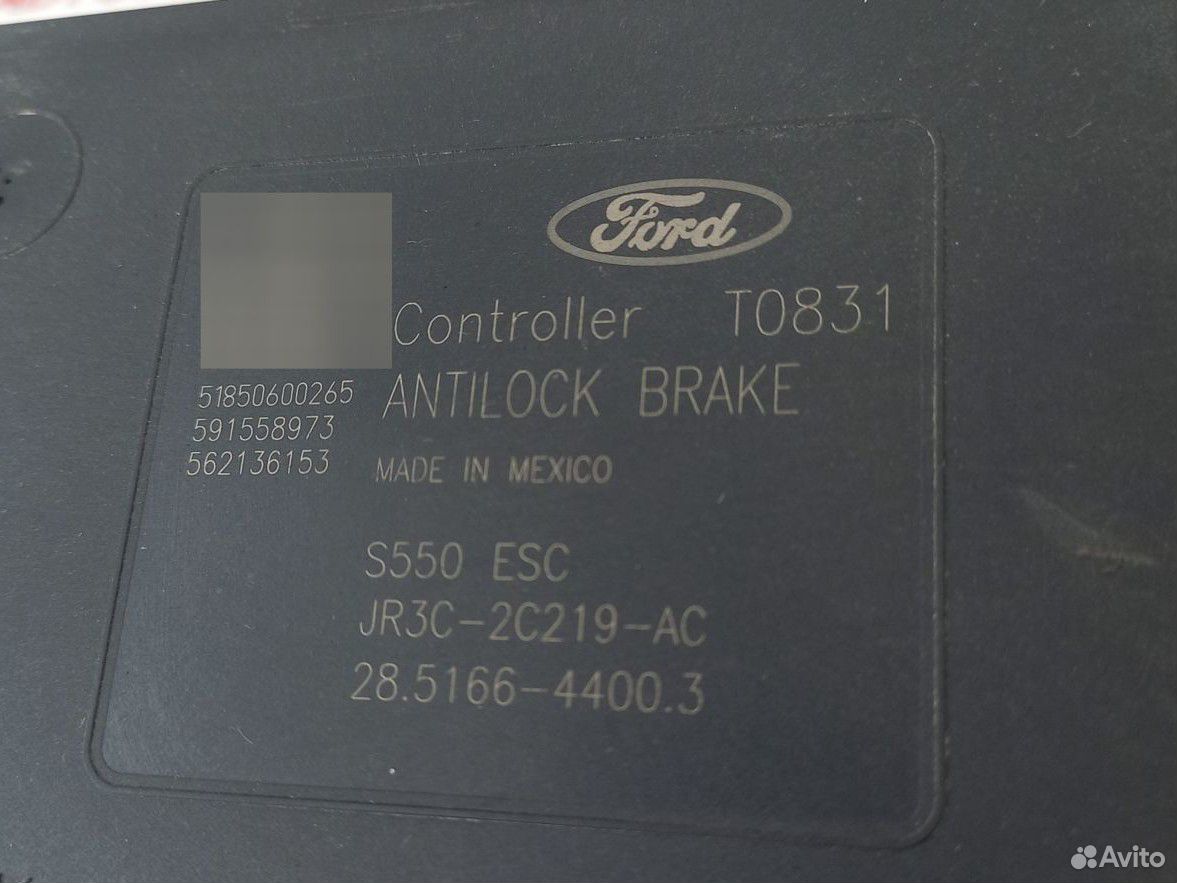 Ford
Controller T0831
51850600265
ANTILOCK BRAKE
591558973
562136153
MADE IN MEXICO
S550 ESC
JR3C-2C219-AC
28.5166-4400.3
Avito